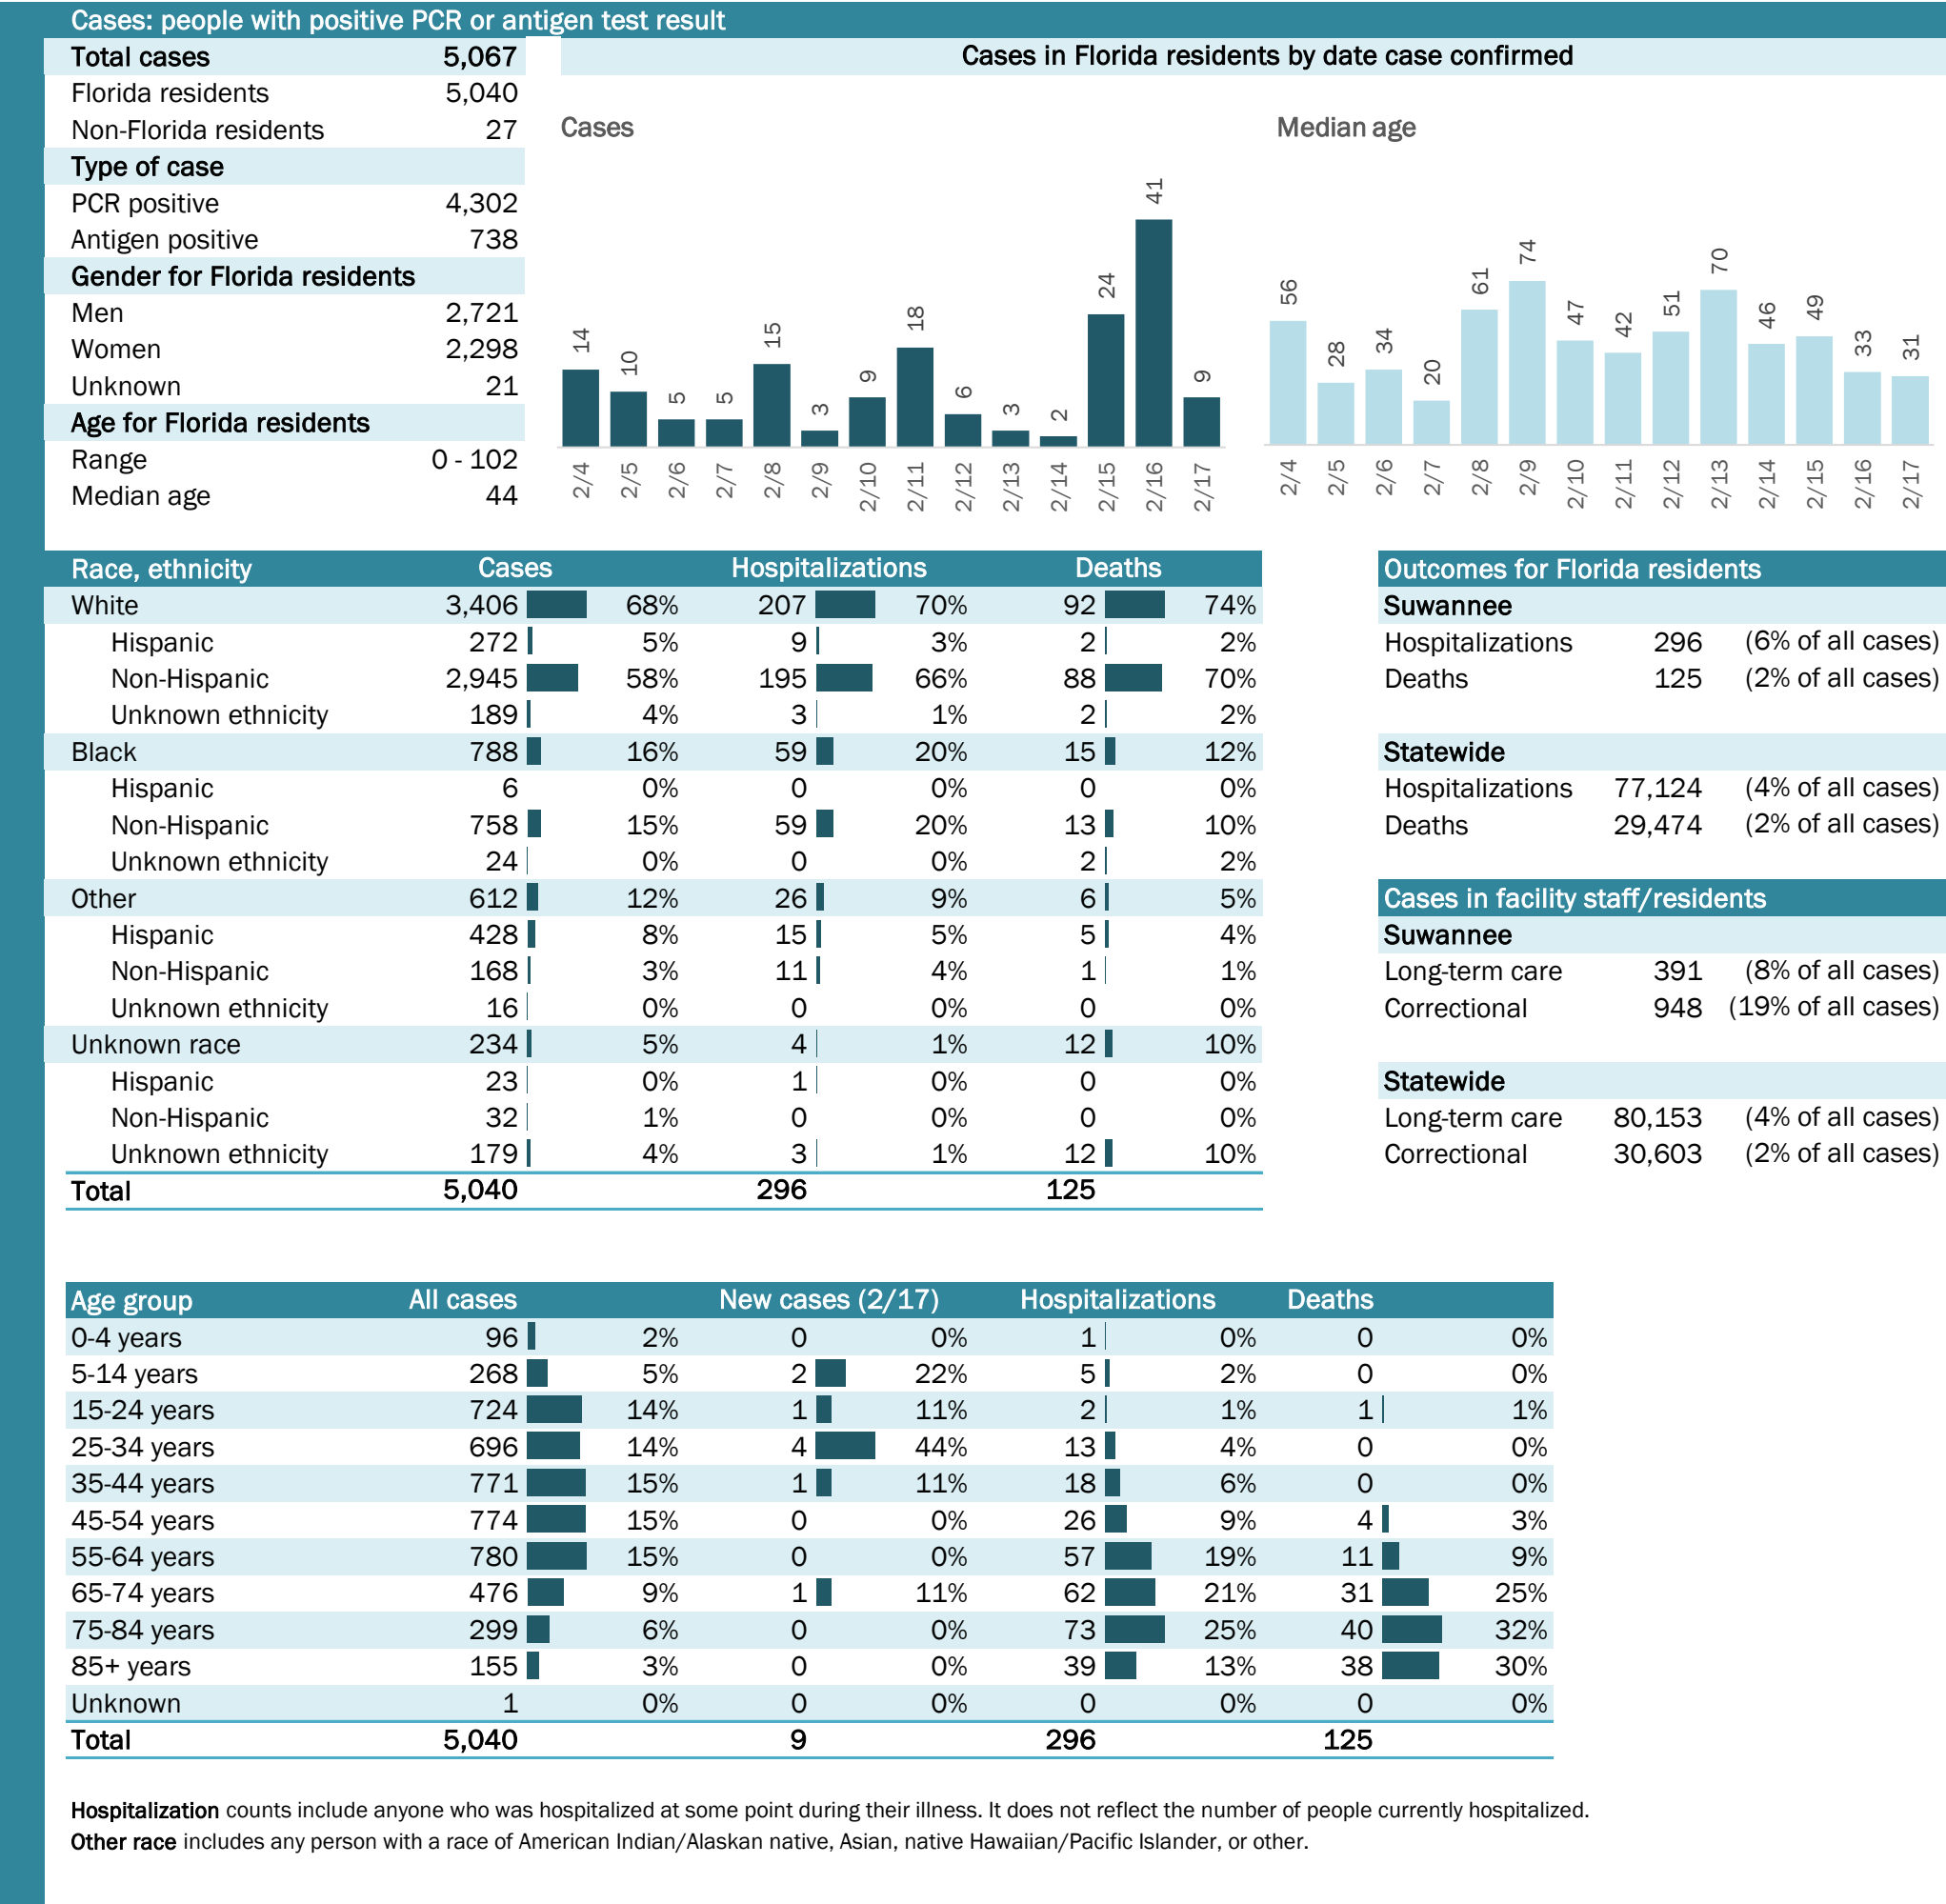 Cases: people with positive PCR or antigen test result
Total cases 5,067
Florida residents 5,040
Non-Florida residents 27
Type of case
PCR positive 4,302
Antigen positive 738
Gender for Florida residents
Men 2,721
Women 2,298
Unknown 21
Age for Florida residents
Range 0 - 102
Median age 44
Cases in Florida residents by date case confirmed
Cases
14 10 5 5 15 3 9 18 6 3 2 24 41 9
2/4 2/5 2/6 2/7 2/8 2/9 2/10 2/11 2/12 2/13 2/14 2/15 2/16 2/17
Median age
56 28 34 20 61 74 47 42 51 70 46 49 33 31
2/4 2/5 2/6 2/7 2/8 2/9 2/10 2/11 2/12 2/13 2/14 2/15 2/16 2/17
Race, ethnicity Cases Hospitalizations Deaths
White 3,406 68% 207 70% 92 74%
Hispanic 272 5% 9 3% 2 2%
Non-Hispanic 2,945 58% 195 66% 88 70%
Unknown ethnicity 189 4% 3 1% 2 2%
Black 788 16% 59 20% 15 12%
Hispanic 6 0% 0 0% 0 0%
Non-Hispanic 758 15% 59 20% 13 10%
Unknown ethnicity 24 0% 0 0% 2 2%
Other 612 12% 26 9% 6 5%
Hispanic 428 8% 15 5% 5 4%
Non-Hispanic 168 3% 11 4% 1 1%
Unknown ethnicity 16 0% 0 0% 0 0%
Unknown race 234 5% 4 1% 12 10%
Hispanic 23 0% 1 0% 0 0%
Non-Hispanic 32 1% 0 0% 0 0%
Unknown ethnicity 179 4% 3 1% 12 10%
Total 5,040 296 125
Outcomes for Florida residents
Suwannee
Hospitalizations 296 (6% of all cases)
Deaths 125 (2% of all cases)
Statewide
Hospitalizations 77,124 (4% of all cases)
Deaths 29,474 (2% of all cases)
Cases in facility staff/residents
Suwannee
Long-term care 391 (8% of all cases)
Correctional 948 (19% of all cases)
Statewide
Long-term care 80,153 (4% of all cases)
Correctional 30,603 (2% of all cases)
Age group All cases New cases (2/17) Hospitalizations Deaths
0-4 years 96 2% 0 0% 1 0% 0 0%
5-14 years 268 5% 2 22% 5 2% 0 0%
15-24 years 724 14% 1 11% 2 1% 1 1%
25-34 years 696 14% 4 44% 13 4% 0 0%
35-44 years 771 15% 1 11% 18 6% 0 0%
45-54 years 774 15% 0 0% 26 9% 4 3%
55-64 years 780 15% 0 0% 57 19% 11 9%
65-74 years 476 9% 1 11% 62 21% 31 25%
75-84 years 299 6% 0 0% 73 25% 40 32%
85+ years 155 3% 0 0% 39 13% 38 30%
Unknown 1 0% 0 0% 0 0% 0 0%
Total 5,040 9 296 125
Hospitalization counts include anyone who was hospitalized at some point during their illness. It does not reflect the number of people currently hospitalized.
Other race includes any person with a race of American Indian/Alaskan native, Asian, native Hawaiian/Pacific Islander, or other.